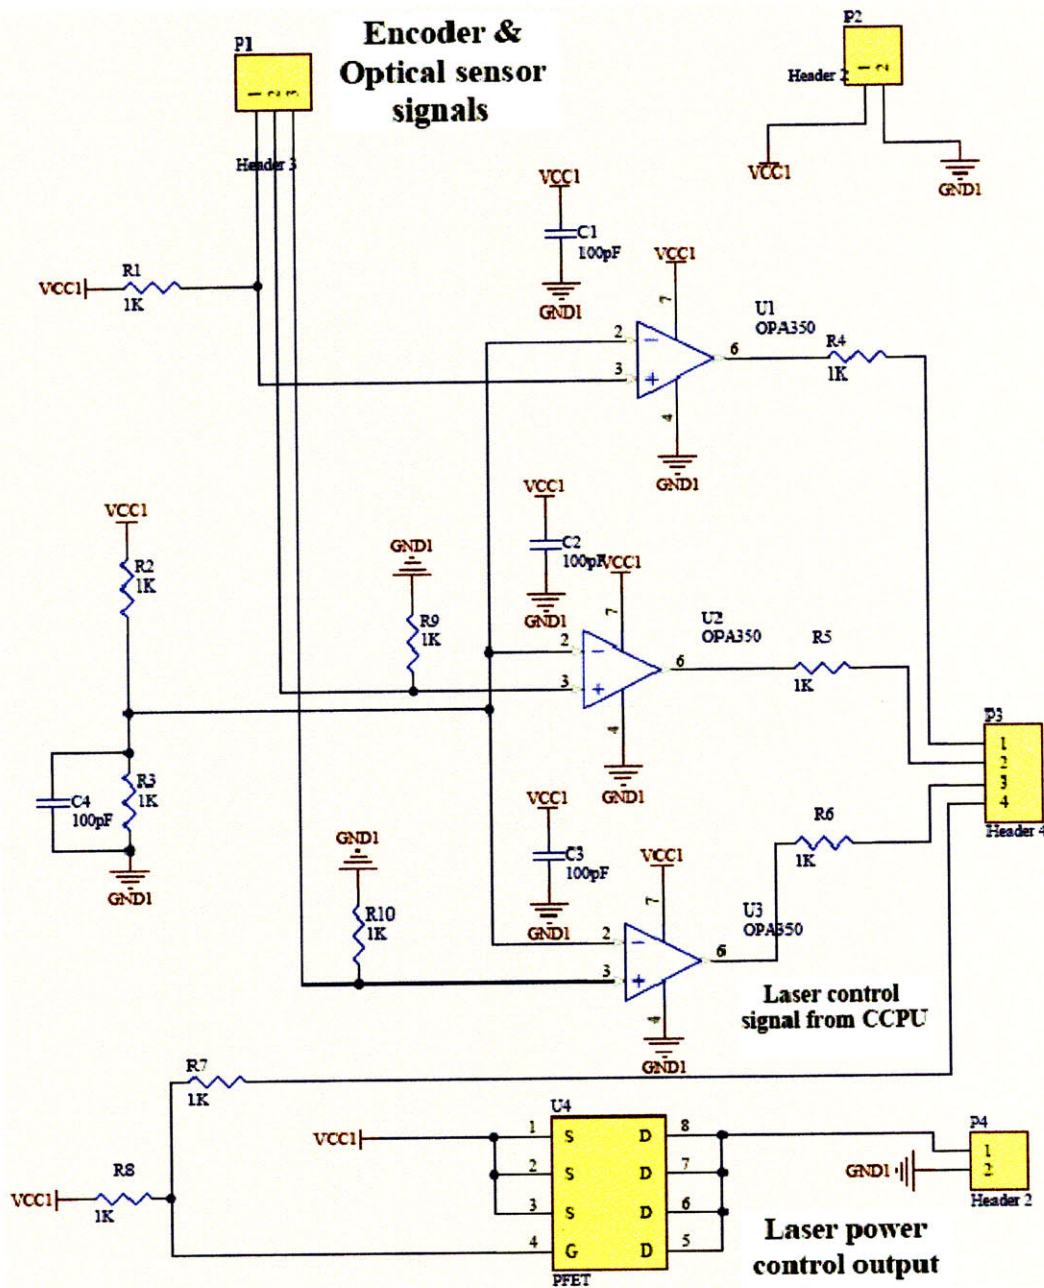 P1
Encoder &
Optical sensor
signals
P2
1
2
Header 2
1
2
3
Header 3
VCC1
GND1
VCC1
C1
100pF
GND1
VCC1
R1
1K
VCC1
7
U1
OPA350
2
3
6
4
GND1
R4
1K
VCC1
R2
1K
VCC1
C2
100pF
GND1
GND1
R9
1K
VCC1
7
U2
OPA350
2
3
6
4
GND1
R5
1K
P3
1
2
3
4
Header 4
C4
100pF
R3
1K
GND1
VCC1
C3
100pF
GND1
GND1
R10
1K
VCC1
7
U3
OPA350
2
3
6
4
GND1
R6
1K
Laser control
signal from CCPU
R7
1K
U4
VCC1
1
S
D
8
2
S
D
7
3
S
D
6
4
G
D
5
PFET
R8
VCC1
1K
P4
1
2
GND1
Header 2
Laser power
control output